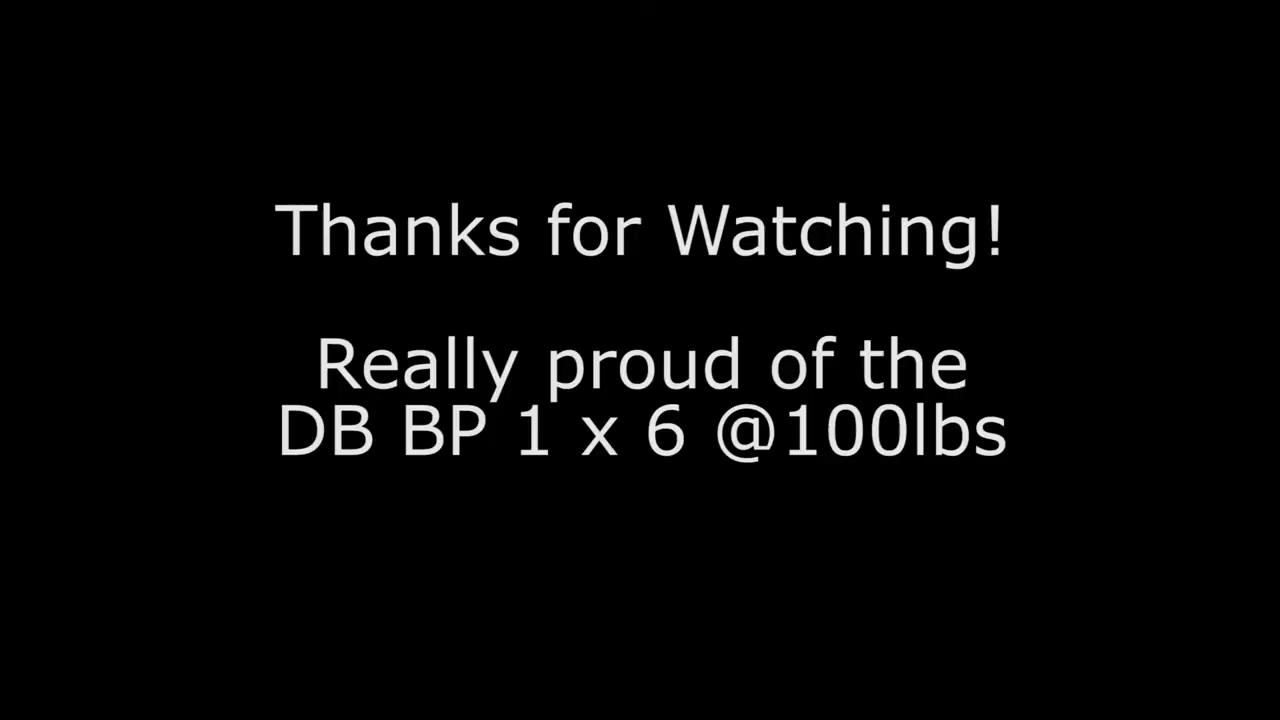 Thanks for Watching!
Really proud of the
DB BP 1 x 6 @100lbs